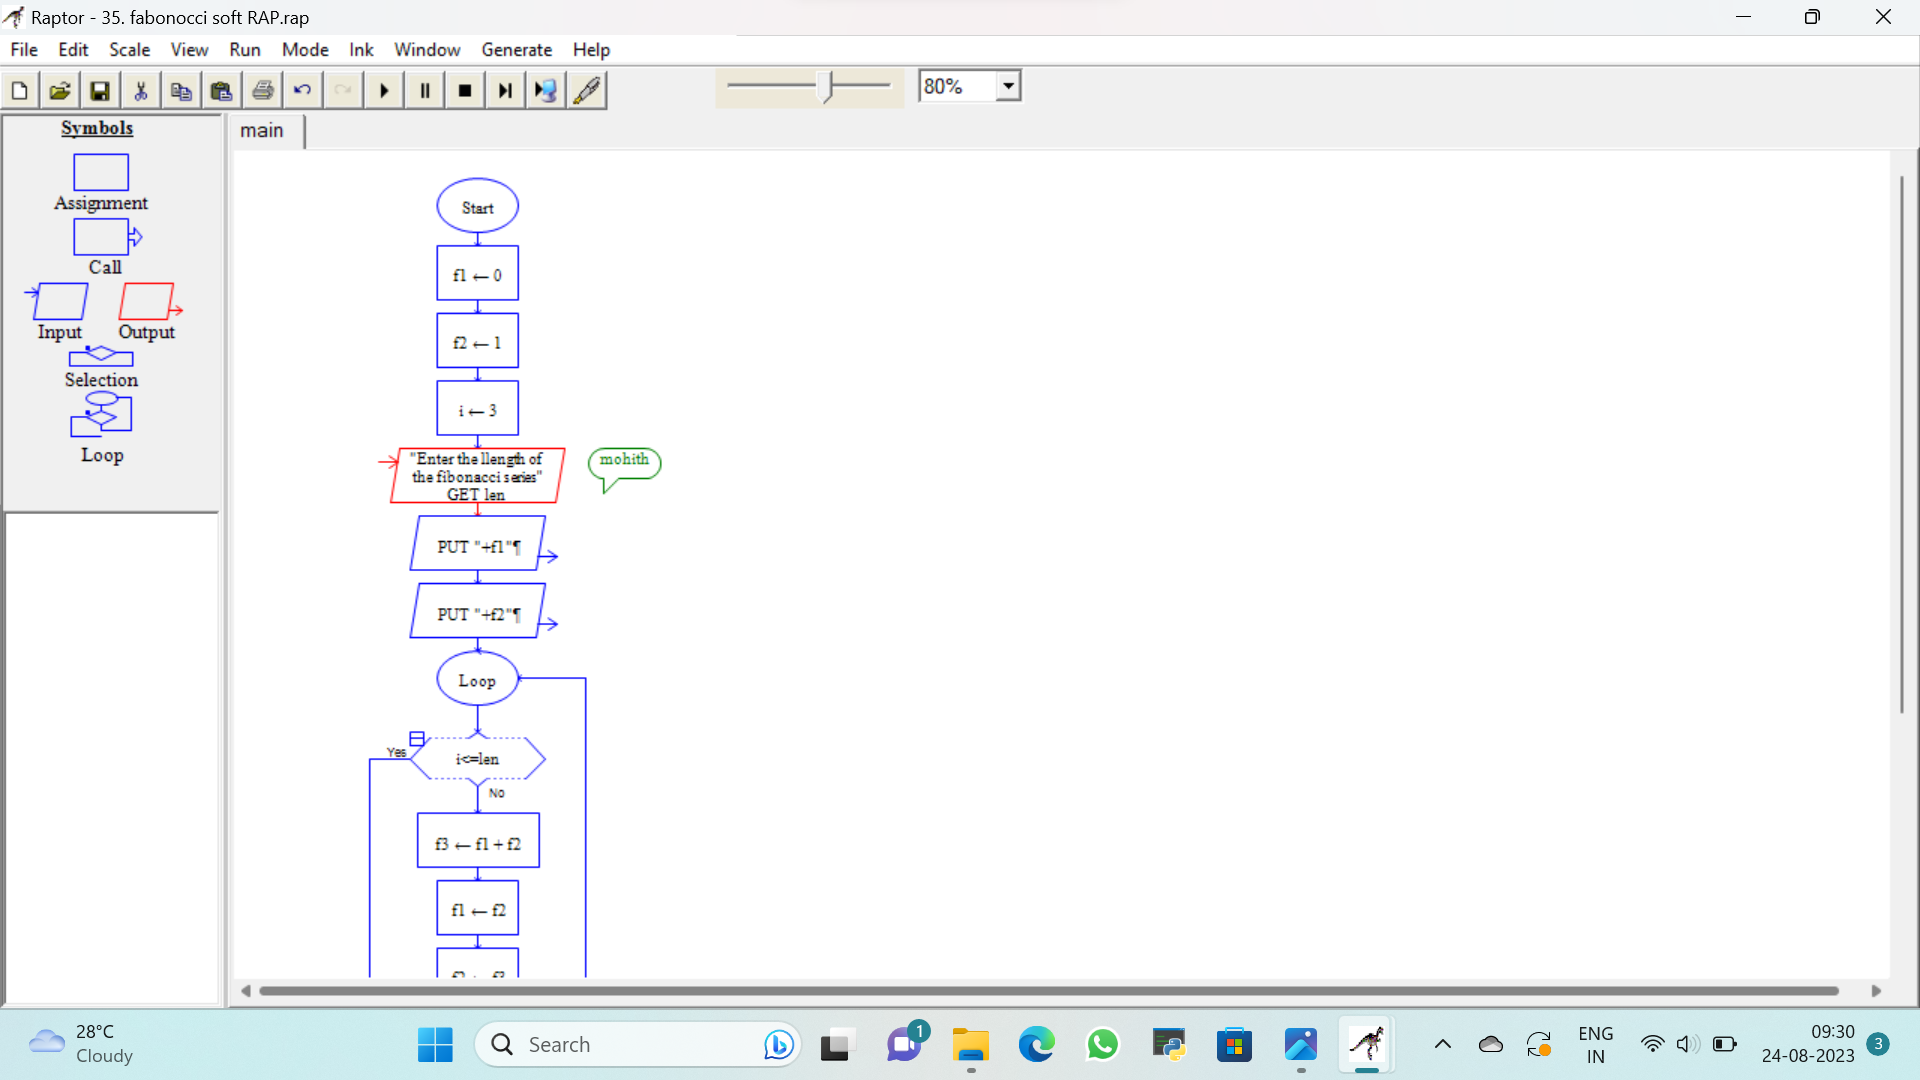 Raptor - 35. fabonocci soft RAP.rap
File Edit Scale View Run Mode Ink Window Generate Help
80%
Symbols
main
Assignment
Call
Input Output
Selection
Loop
Start
f1 ← 0
f2 ← 1
i ← 3
"Enter the llength of
the fibonacci series"
GET len
mohith
PUT "+f1"¶
PUT "+f2"¶
Loop
Yes
i<=len
No
f3 ← f1 + f2
f1 ← f2
28°C
Cloudy
Search
1
ENG
IN
09:30
24-08-2023
3